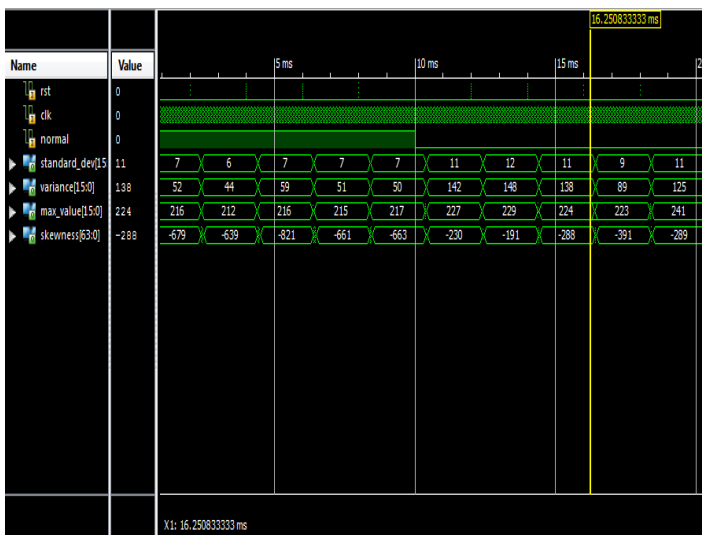 16.250833333 ms
Name Value 5 ms 10 ms 15 ms 2
rst 0
clk 0
normal 0
standard_dev[15 11 7 6 7 7 7 11 12 11 9 11
variance[15:0] 138 52 44 59 51 50 142 148 138 89 125
max_value[15:0] 224 216 212 216 215 217 227 229 224 223 241
skewness[63:0] -288 -679 -639 -821 -661 -663 -230 -191 -288 -391 -289
X1: 16.250833333 ms